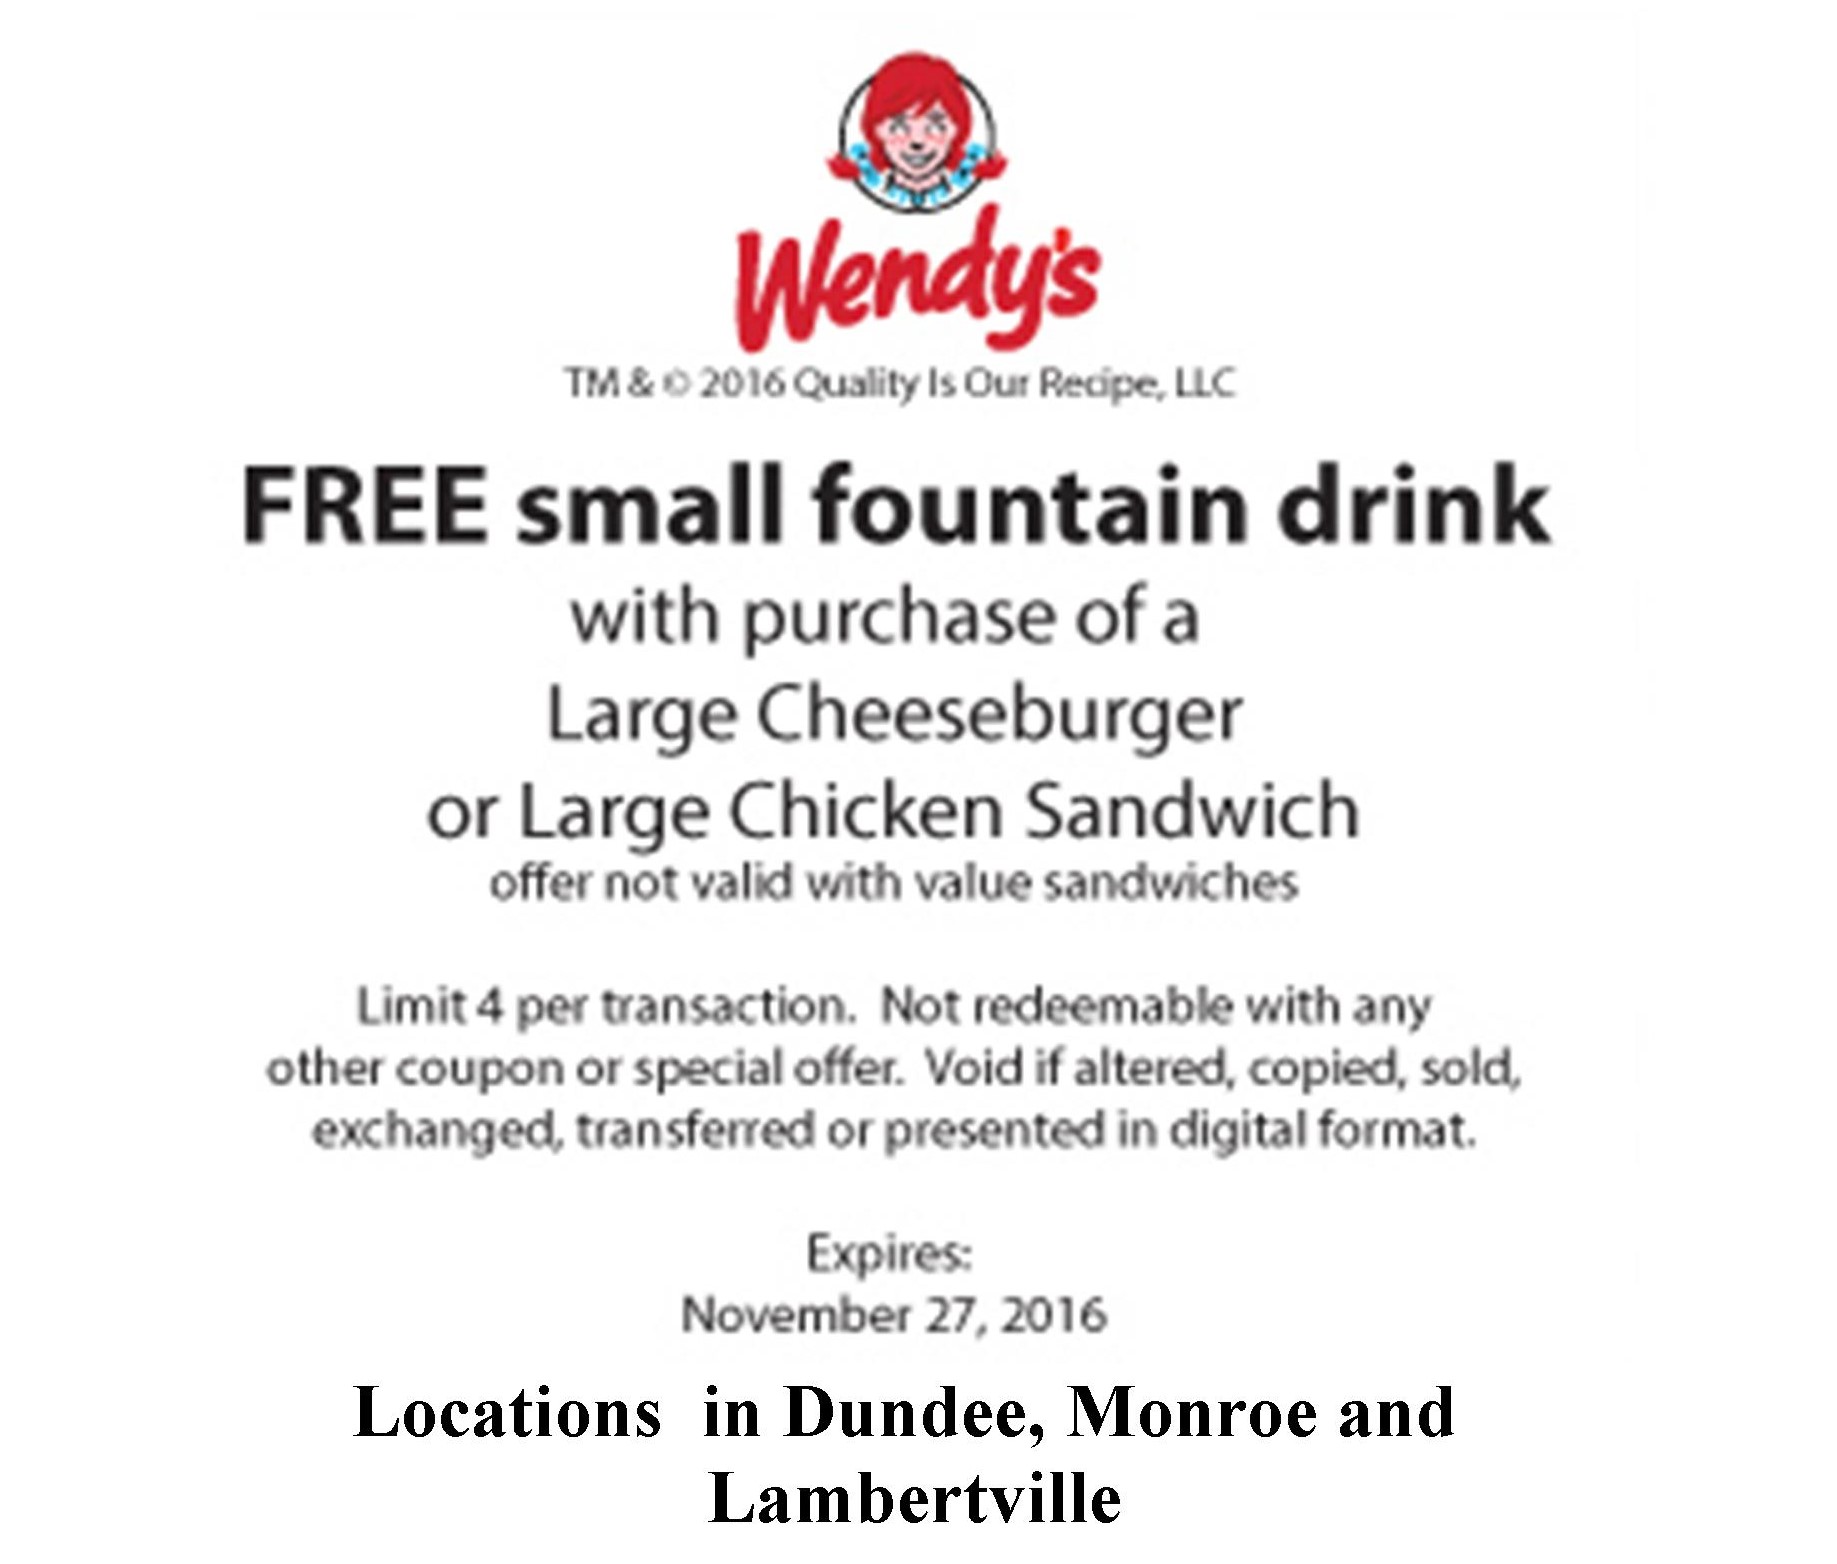 Wendy's
TM & © 2016 Quality Is Our Recipe, LLC
FREE small fountain drink
with purchase of a
Large Cheeseburger
or Large Chicken Sandwich
offer not valid with value sandwiches
Limit 4 per transaction.  Not redeemable with any
other coupon or special offer.  Void if altered, copied, sold,
exchanged, transferred or presented in digital format.
Expires:
November 27, 2016
Locations  in Dundee, Monroe and
Lambertville